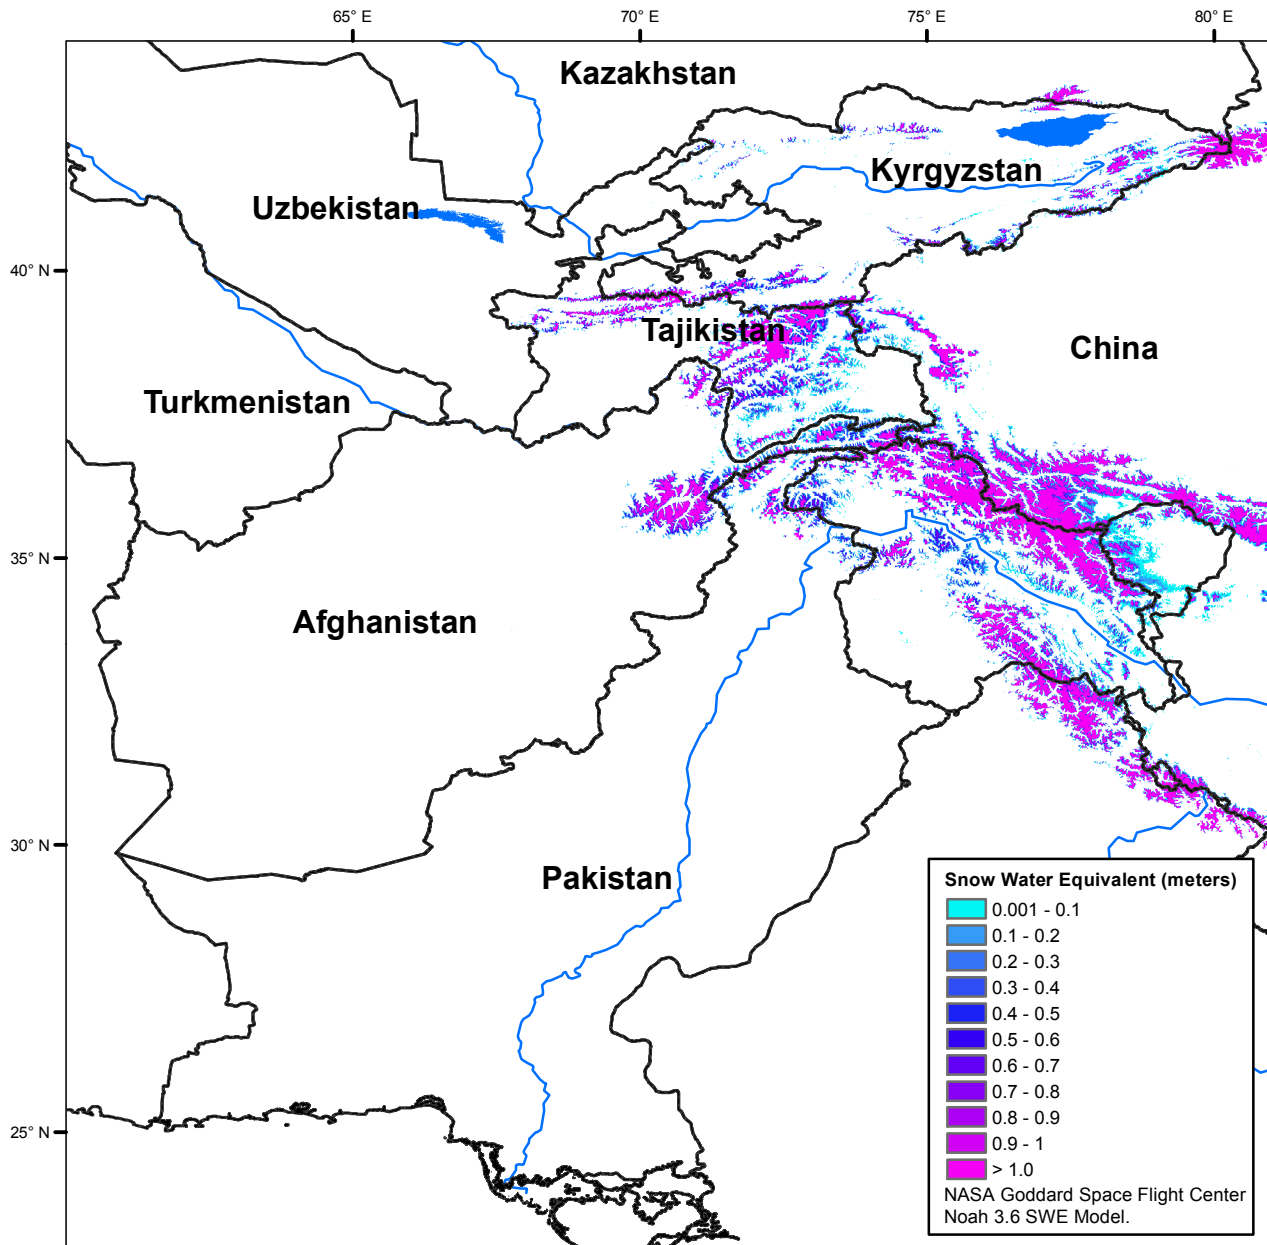 65° E
70° E
75° E
80° E
Kazakhstan
Kyrgyzstan
Uzbekistan
40° N
Tajikistan
China
Turkmenistan
35° N
Afghanistan
30° N
Pakistan
25° N
Snow Water Equivalent (meters)
0.001 - 0.1
0.1 - 0.2
0.2 - 0.3
0.3 - 0.4
0.4 - 0.5
0.5 - 0.6
0.6 - 0.7
0.7 - 0.8
0.8 - 0.9
0.9 - 1
> 1.0
NASA Goddard Space Flight Center
Noah 3.6 SWE Model.